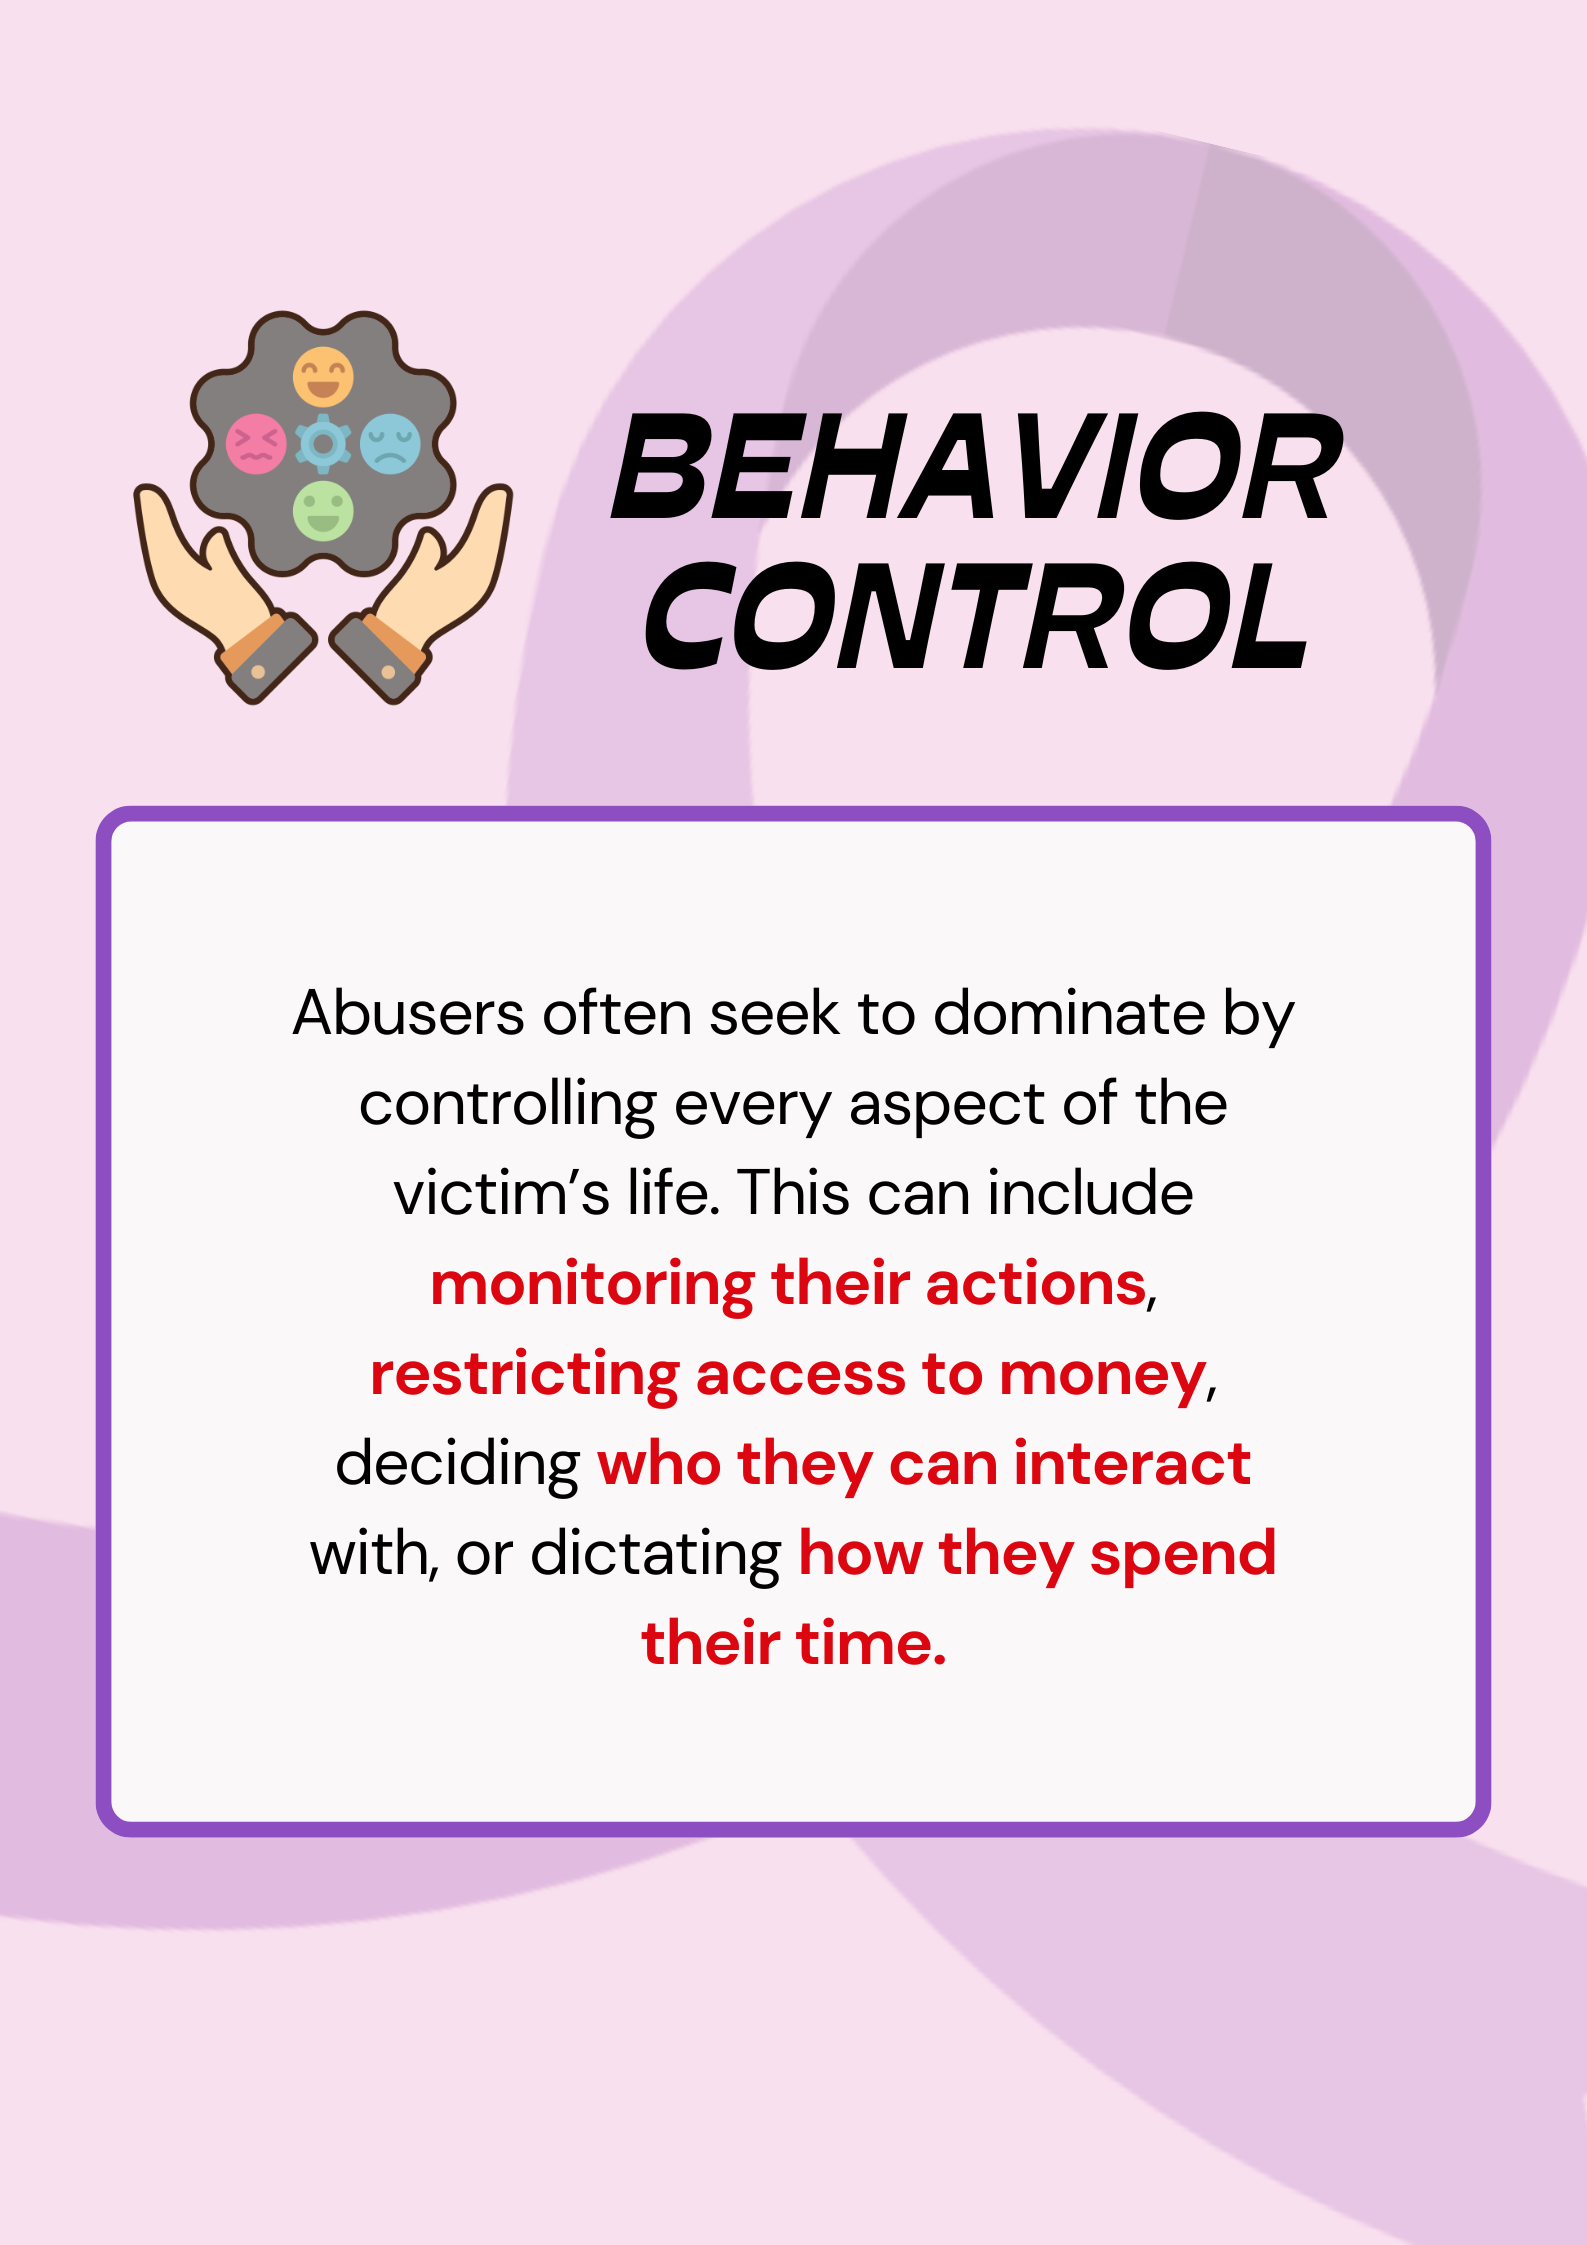 BEHAVIOR
CONTROL
Abusers often seek to dominate by
controlling every aspect of the
victim’s life. This can include
monitoring their actions,
restricting access to money,
deciding who they can interact
with, or dictating how they spend
their time.